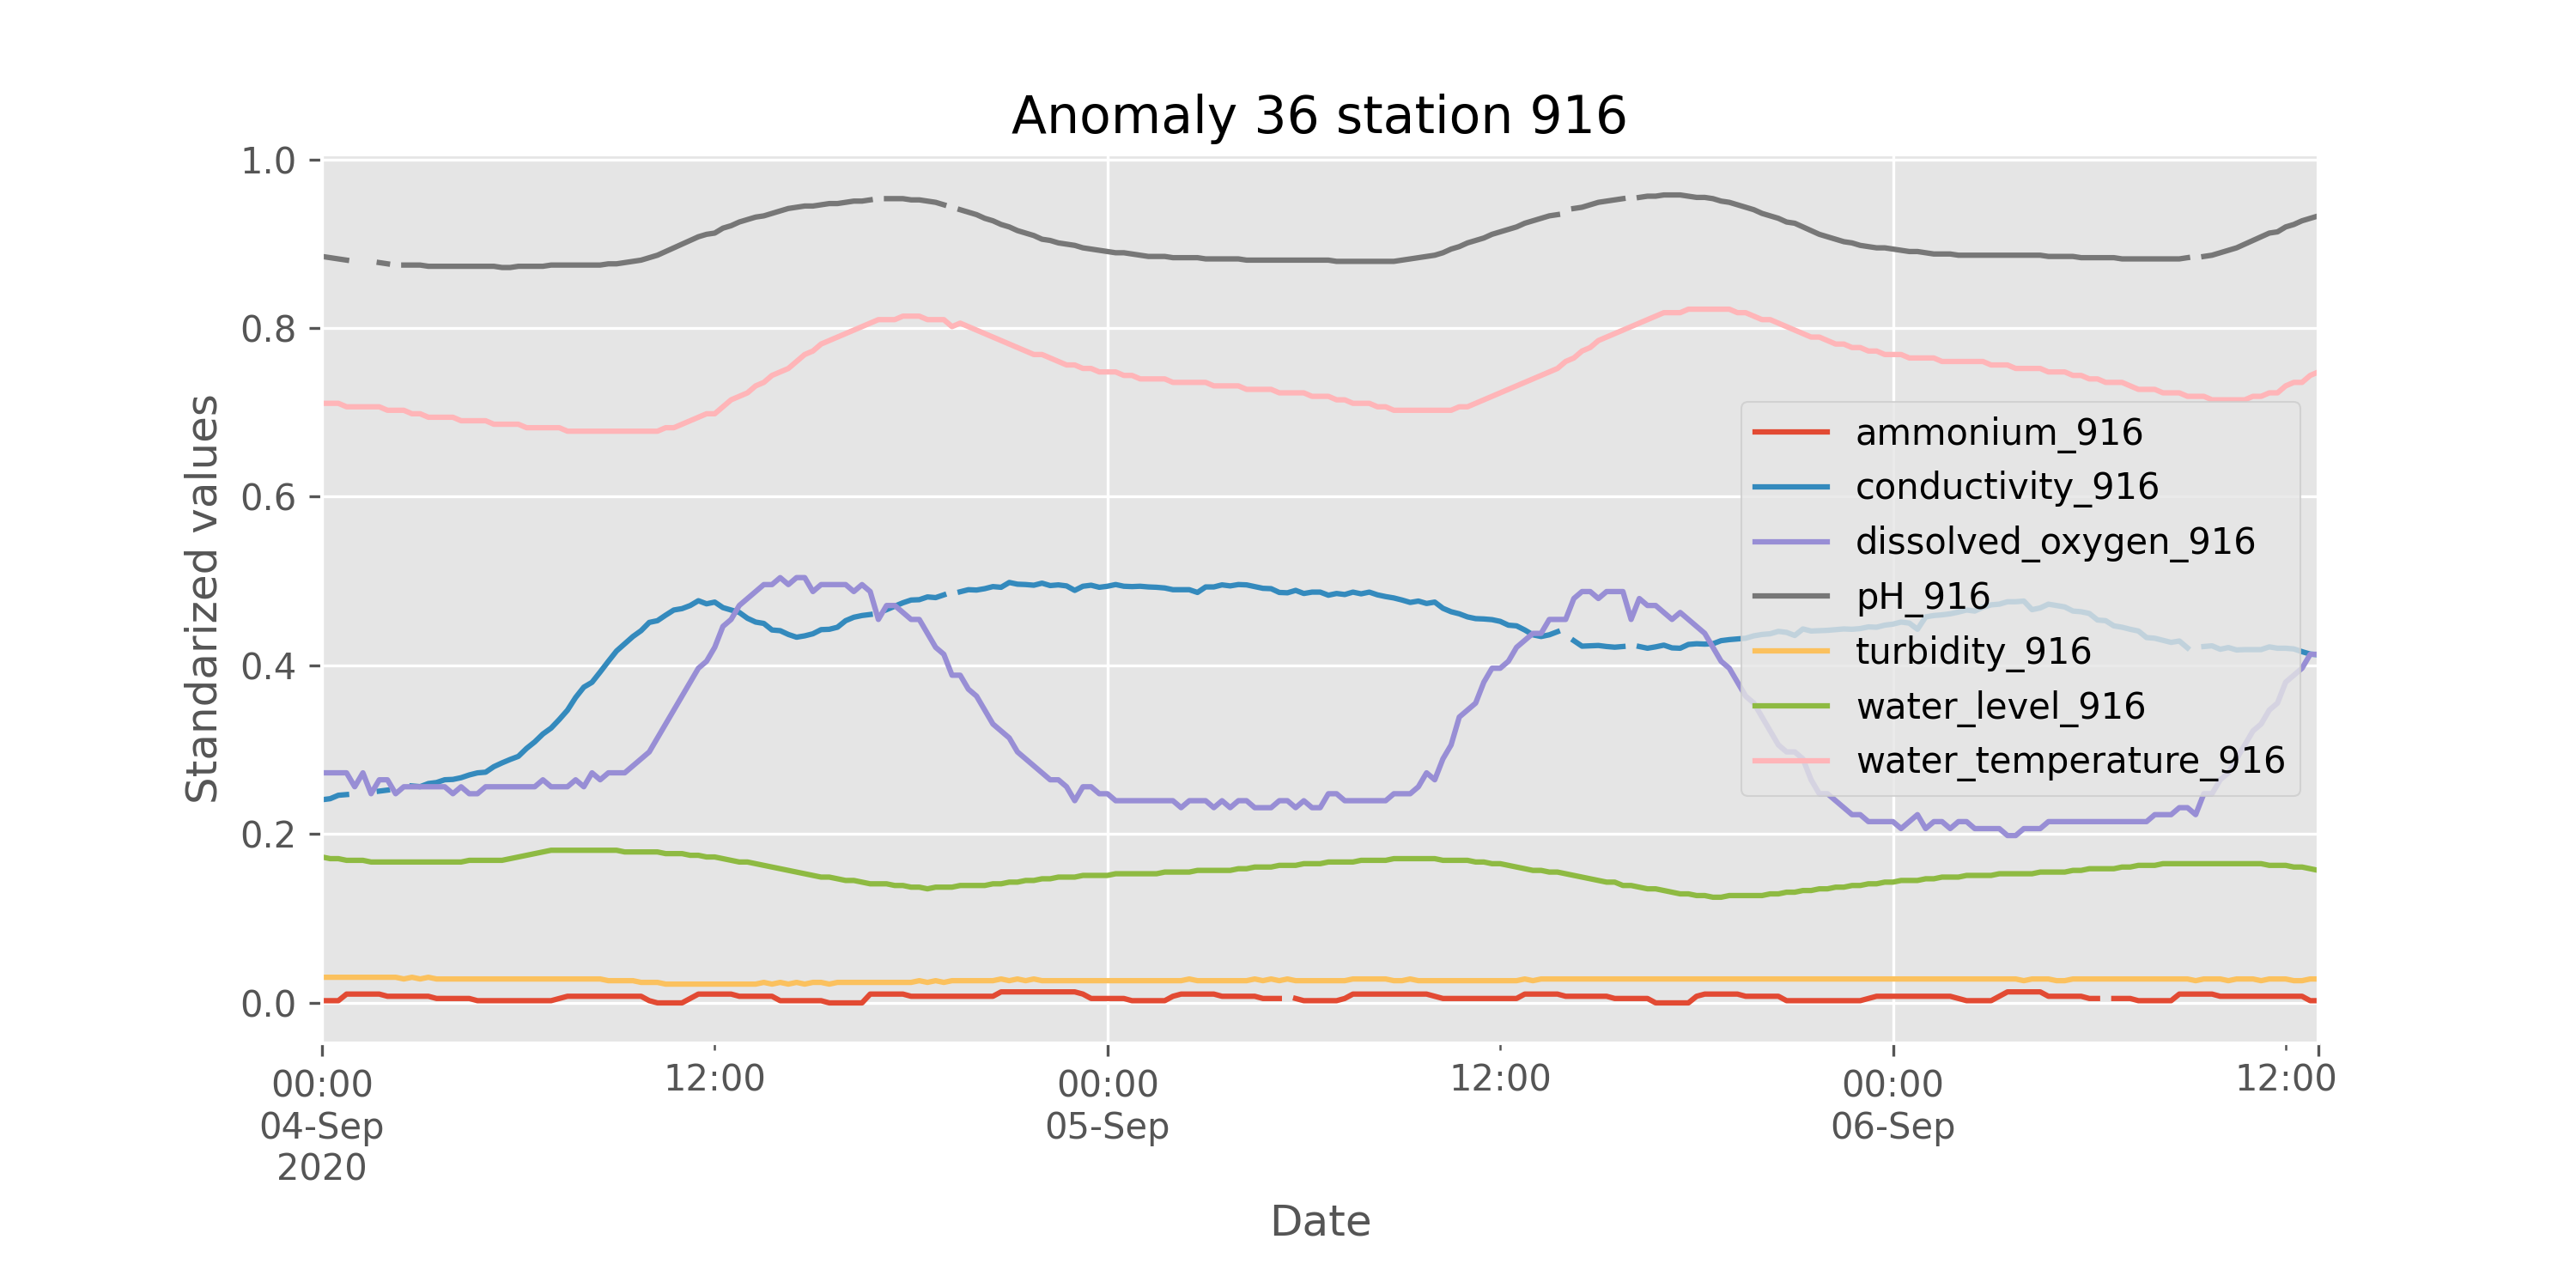 Anomaly 36 station 916
1.0
0.8
0.6
0.4
0.2
0.0
Standarized values
ammonium_916
conductivity_916
dissolved_oxygen_916
pH_916
turbidity_916
water_level_916
water_temperature_916
00:00
04-Sep
2020
12:00
00:00
05-Sep
12:00
00:00
06-Sep
12:00
Date